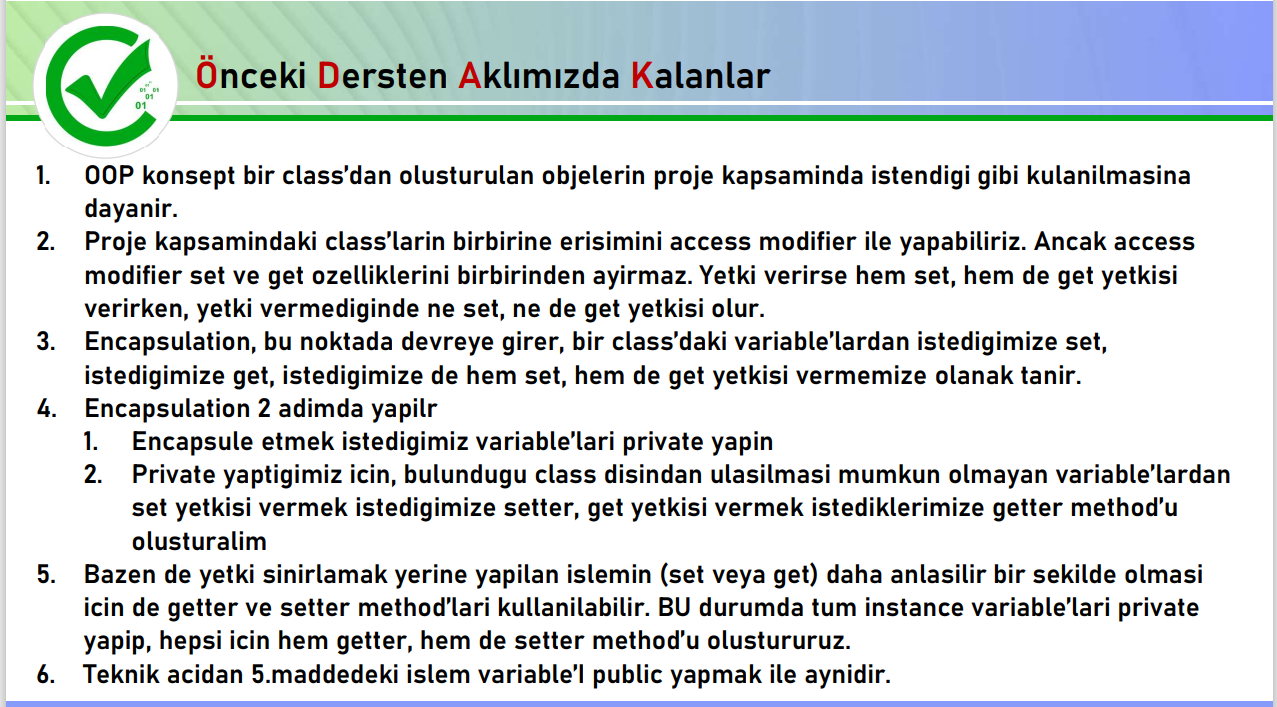 Önceki Dersten Aklımızda Kalanlar
01
01
01
01
1. OOP konsept bir class’dan olusturulan objelerin proje kapsaminda istendigi gibi kulanilmasina
dayanir.
2. Proje kapsamindaki class’larin birbirine erisimini access modifier ile yapabiliriz. Ancak access
modifier set ve get ozelliklerini birbirinden ayirmaz. Yetki verirse hem set, hem de get yetkisi
verirken, yetki vermediginde ne set, ne de get yetkisi olur.
3. Encapsulation, bu noktada devreye girer, bir class’daki variable’lardan istedigimize set,
istedigimize get, istedigimize de hem set, hem de get yetkisi vermemize olanak tanir.
4. Encapsulation 2 adimda yapilr
1. Encapsule etmek istedigimiz variable’lari private yapin
2. Private yaptigimiz icin, bulundugu class disindan ulasilmasi mumkun olmayan variable’lardan
set yetkisi vermek istedigimize setter, get yetkisi vermek istediklerimize getter method’u
olusturalim
5. Bazen de yetki sinirlamak yerine yapilan islemin (set veya get) daha anlasilir bir sekilde olmasi
icin de getter ve setter method’lari kullanilabilir. BU durumda tum instance variable’lari private
yapip, hepsi icin hem getter, hem de setter method’u olustururuz.
6. Teknik acidan 5.maddedeki islem variable’I public yapmak ile aynidir.